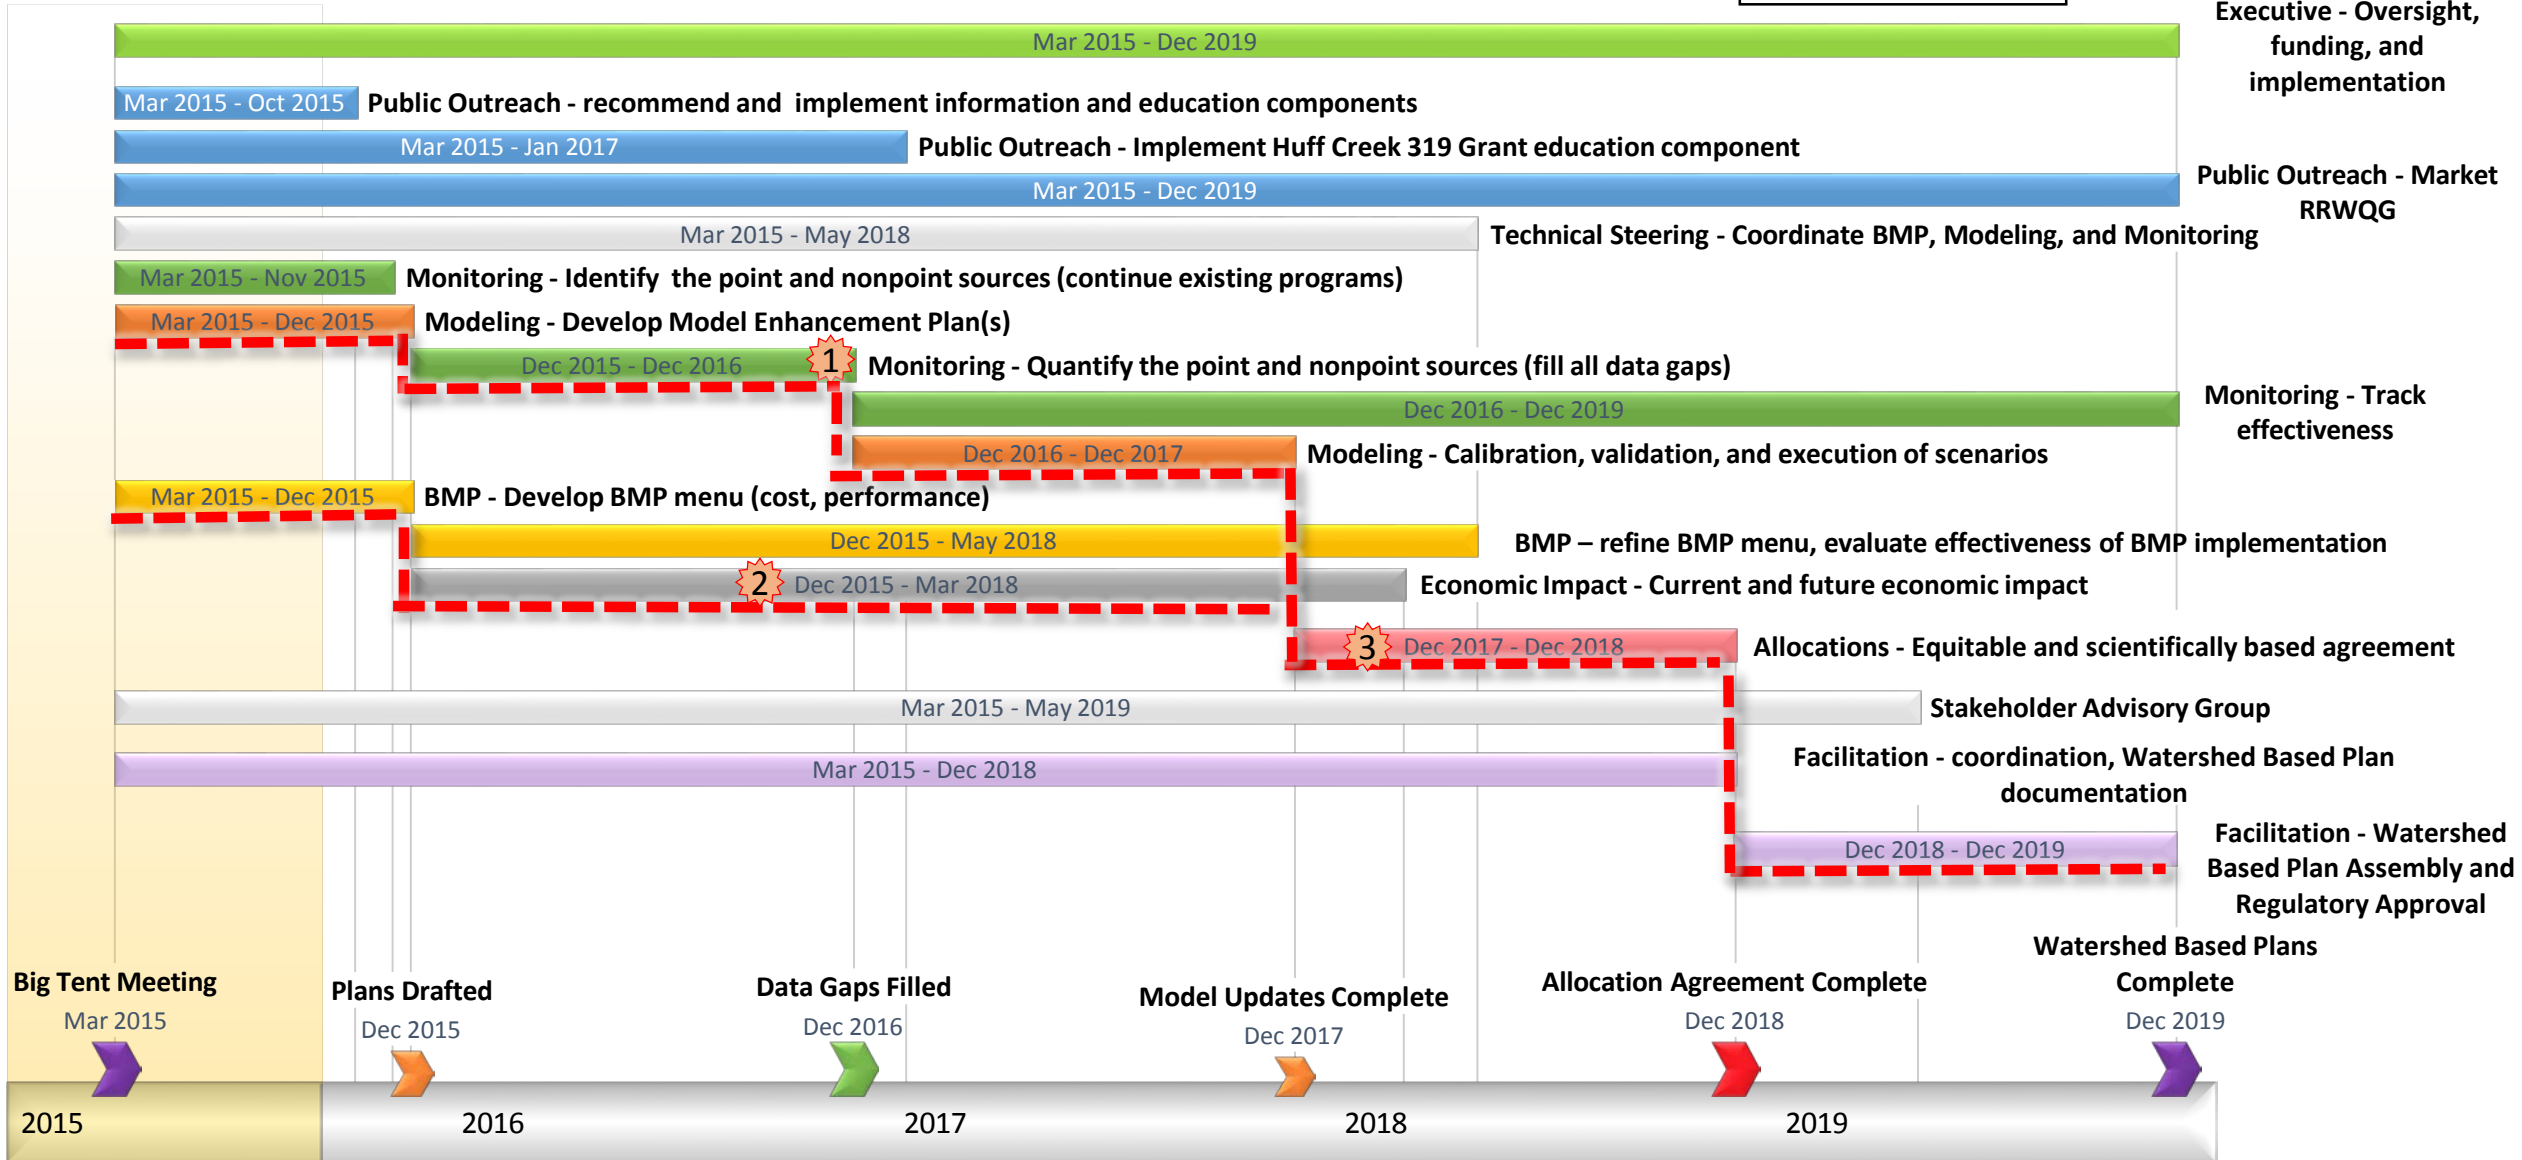 Mar 2015 - Dec 2019
Executive - Oversight,
funding, and
implementation
Mar 2015 - Oct 2015
Public Outreach - recommend and  implement information and education components
Mar 2015 - Jan 2017
Public Outreach - Implement Huff Creek 319 Grant education component
Mar 2015 - Dec 2019
Public Outreach - Market
RRWQG
Mar 2015 - May 2018
Technical Steering - Coordinate BMP, Modeling, and Monitoring
Mar 2015 - Nov 2015
Monitoring - Identify  the point and nonpoint sources (continue existing programs)
Mar 2015 - Dec 2015
Modeling - Develop Model Enhancement Plan(s)
Dec 2015 - Dec 2016
1
Monitoring - Quantify the point and nonpoint sources (fill all data gaps)
Dec 2016 - Dec 2019
Monitoring - Track
effectiveness
Dec 2016 - Dec 2017
Modeling - Calibration, validation, and execution of scenarios
Mar 2015 - Dec 2015
BMP - Develop BMP menu (cost, performance)
Dec 2015 - May 2018
BMP – refine BMP menu, evaluate effectiveness of BMP implementation
2
Dec 2015 - Mar 2018
Economic Impact - Current and future economic impact
3
Dec 2017 - Dec 2018
Allocations - Equitable and scientifically based agreement
Mar 2015 - May 2019
Stakeholder Advisory Group
Mar 2015 - Dec 2018
Facilitation - coordination, Watershed Based Plan
documentation
Dec 2018 - Dec 2019
Facilitation - Watershed
Based Plan Assembly and
Regulatory Approval
Big Tent Meeting
Mar 2015
Plans Drafted
Dec 2015
Data Gaps Filled
Dec 2016
Model Updates Complete
Dec 2017
Allocation Agreement Complete
Dec 2018
Watershed Based Plans
Complete
Dec 2019
2015
2016
2017
2018
2019